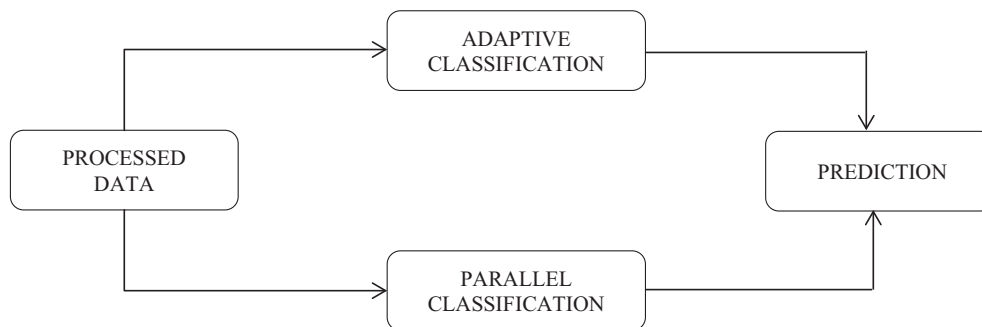 ADAPTIVE
CLASSIFICATION
PROCESSED
DATA
PREDICTION
PARALLEL
CLASSIFICATION